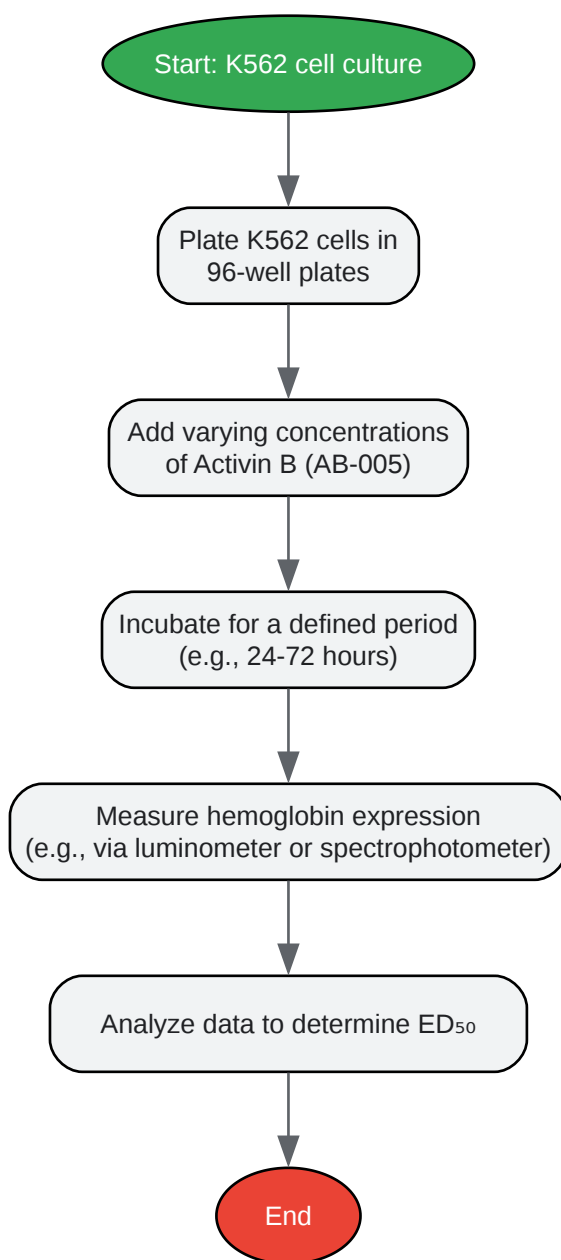 Start: K562 cell culture
Plate K562 cells in
96-well plates
Add varying concentrations
of Activin B (AB-005)
Incubate for a defined period
(e.g., 24-72 hours)
Measure hemoglobin expression
(e.g., via luminometer or spectrophotometer)
Analyze data to determine ED₅₀
End